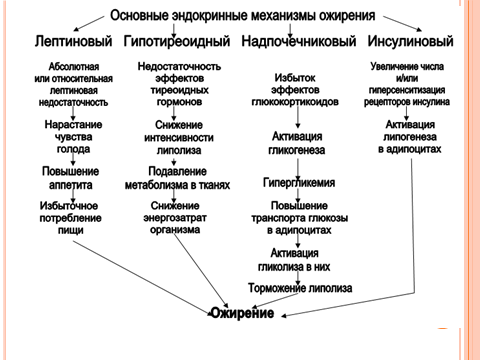 Основные эндокринные механизмы ожирения
Лептиновый
Абсолютная
или относительная
лептиновая
недостаточность
Нарастание
чувства
голода
Повышение
аппетита
Избыточное
потребление
пищи
Гипотиреоидный
Недостаточность
эффектов
тиреоидных
гормонов
Снижение
интенсивности
липолиза
Подавление
метаболизма в тканях
Снижение
энергозатрат
организма
Надпочечниковый
Избыток
эффектов
глюкокортикоидов
Активация
гликогенеза
Гипергликемия
Повышение
транспорта глюкозы
в адипоцитах
Активация
гликолиза в них
Торможение липолиза
Инсулиновый
Увеличение числа
и/или
гиперсенситизация
рецепторов инсулина
Активация
липогенеза
в адипоцитах
Ожирение